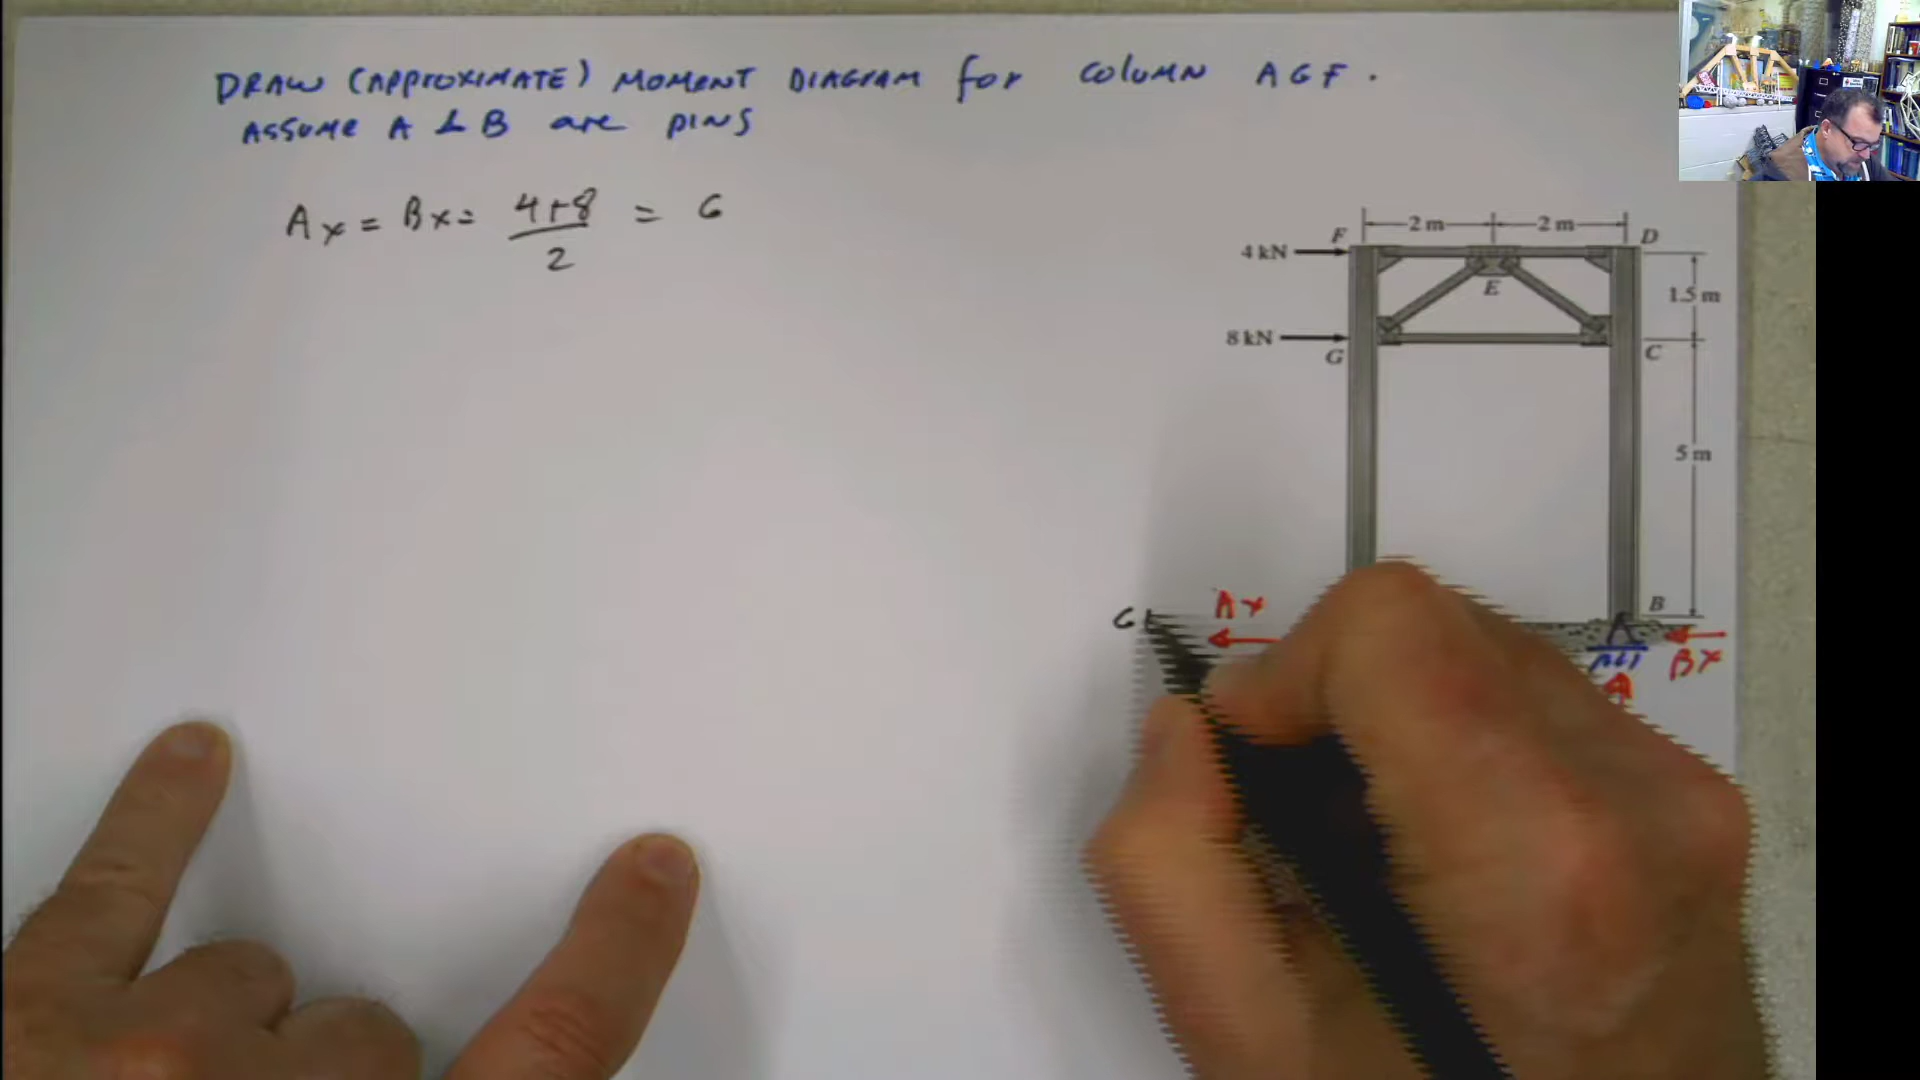 DRAW (APPROXIMATE) MOMENT DIAGRAM for COLUMN AGF.
ASSUME A & B are PINS
Ax = Bx = 4+8 / 2 = 6
2 m 2 m
F D
4 kN
E
1.5 m
8 kN
G C
5 m
Ax
B
6k
Bx